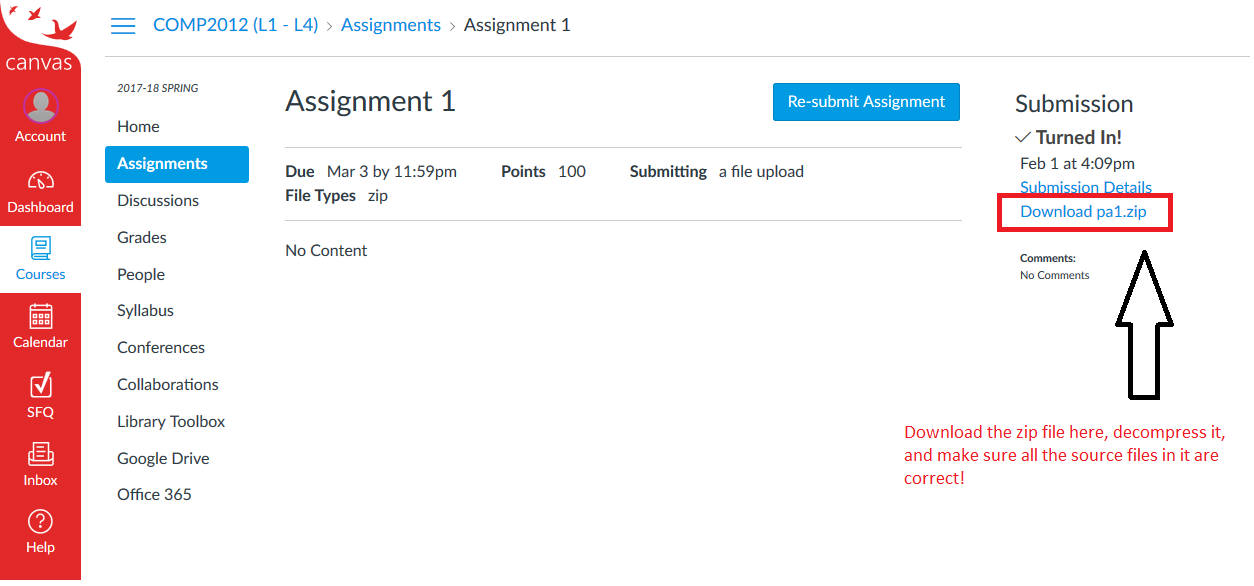 canvas
Account
Dashboard
Courses
Calendar
SFQ
Inbox
Help
COMP2012 (L1 - L4) > Assignments > Assignment 1
2017-18 SPRING
Home
Assignments
Discussions
Grades
People
Syllabus
Conferences
Collaborations
Library Toolbox
Google Drive
Office 365
Assignment 1
Re-submit Assignment
Due Mar 3 by 11:59pm Points 100 Submitting a file upload
File Types zip
No Content
Submission
✓ Turned In!
Feb 1 at 4:09pm
Submission Details
Download pa1.zip
Comments:
No Comments
Download the zip file here, decompress it,
and make sure all the source files in it are
correct!